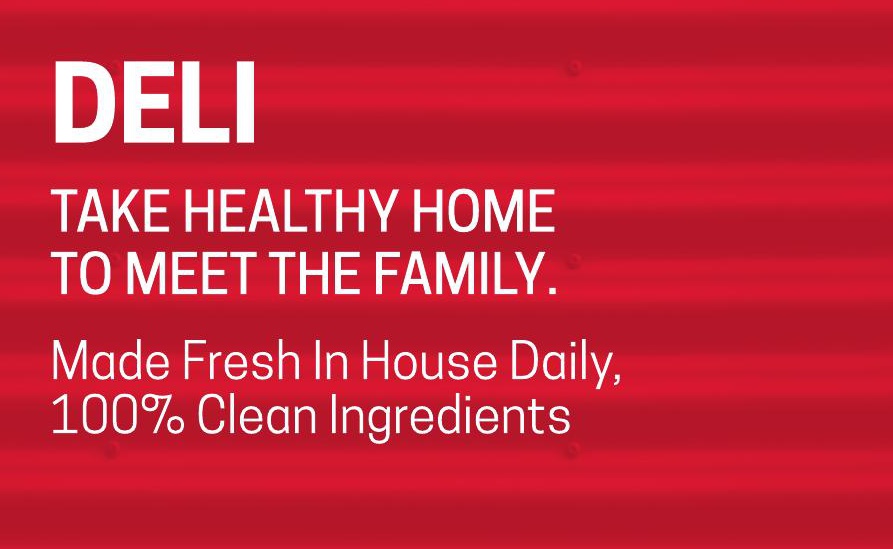 DELI
TAKE HEALTHY HOME
TO MEET THE FAMILY.
Made Fresh In House Daily,
100% Clean Ingredients